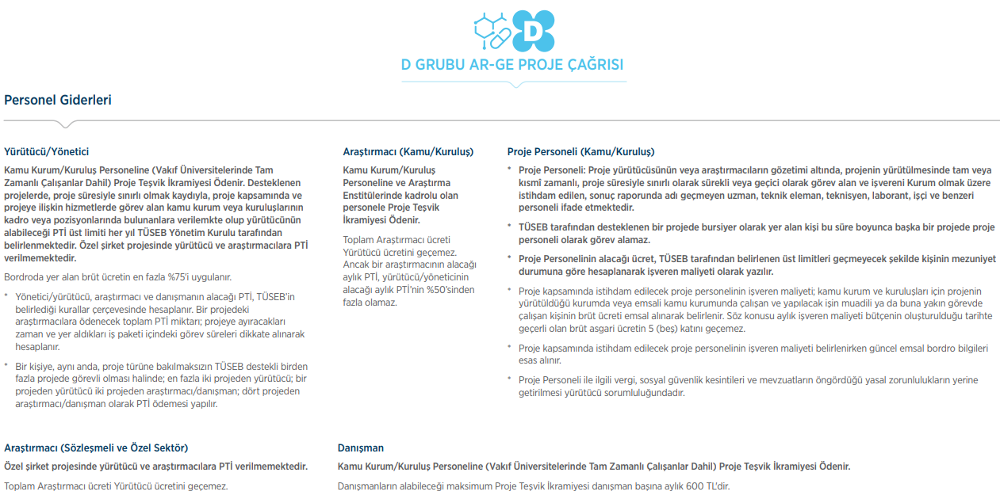 D
D GRUBU AR-GE PROJE ÇAĞRISI
Personel Giderleri
Yürütücü/Yönetici
Kamu Kurum/Kuruluş Personeline (Vakıf Üniversitelerinde Tam
Zamanlı Çalışanlar Dahil) Proje Teşvik İkramiyesi Ödenir. Desteklenen
projelerde, proje süresiyle sınırlı olmak kaydıyla, proje kapsamında ve
projeye ilişkin hizmetlerde görev alan kamu kurum veya kuruluşlarının
kadro veya pozisyonlarında bulunanlara verilemkte olup yürütücünün
alabileceği PTİ üst limiti her yıl TÜSEB Yönetim Kurulu tarafından
belirlenmektedir. Özel şirket projesinde yürütücü ve araştırmacılara PTİ
verilmemektedir.
Bordroda yer alan brüt ücretin en fazla %75'i uygulanır.
* Yönetici/yürütücü, araştırmacı ve danışmanın alacağı PTİ, TÜSEB'in
belirlediği kurallar çerçevesinde hesaplanır. Bir projedeki
araştırmacılara ödenecek toplam PTİ miktarı; projeye ayıracakları
zaman ve yer aldıkları iş paketi içindeki görev süreleri dikkate alınarak
hesaplanır.
* Bir kişiye, aynı anda, proje türüne bakılmaksızın TÜSEB destekli birden
fazla projede görevli olması halinde; en fazla iki projeden yürütücü; bir
projeden yürütücü iki projeden araştırmacı/danışman; dört projeden
araştırmacı/danışman olarak PTİ ödemesi yapılır.
Araştırmacı (Kamu/Kuruluş)
Kamu Kurum/Kuruluş
Personeline ve Araştırma
Enstitülerinde kadrolu olan
personele Proje Teşvik
İkramiyesi Ödenir.
Toplam Araştırmacı ücreti
Yürütücü ücretini geçemez.
Ancak bir araştırmacının alacağı
aylık PTİ, yürütücü/yöneticinin
alacağı aylık PTİ'nin %50'sinden
fazla olamaz.
Proje Personeli (Kamu/Kuruluş)
* Proje Personeli: Proje yürütücüsünün veya araştırmacıların gözetimi altında, projenin yürütülmesinde tam veya
kısmî zamanlı, proje süresiyle sınırlı olarak sürekli veya geçici olarak görev alan ve işvereni Kurum olmak üzere
istihdam edilen, sonuç raporunda adı geçmeyen uzman, teknik eleman, teknisyen, laborant, işçi ve benzeri
personeli ifade etmektedir.
* TÜSEB tarafından desteklenen bir projede bursiyer olarak yer alan kişi bu süre boyunca başka bir projede proje
personeli olarak görev alamaz.
* Proje Personelinin alacağı ücret, TÜSEB tarafından belirlenen üst limitleri geçmeyecek şekilde kişinin mezuniyet
durumuna göre hesaplanarak işveren maliyeti olarak yazılır.
* Proje kapsamında istihdam edilecek proje personelinin işveren maliyeti; kamu kurum ve kuruluşları için projenin
yürütüldüğü kurumda veya emsali kamu kurumunda çalışan ve yapılacak işin muadili ya da buna yakın görevde
çalışan kişinin brüt ücreti emsal alınarak belirlenir. Söz konusu aylık işveren maliyeti bütçenin oluşturulduğu tarihte
geçerli olan brüt asgari ücretin 5 (beş) katını geçemez.
* Proje kapsamında istihdam edilecek proje personelinin işveren maliyeti belirlenirken güncel emsal bordro bilgileri
esas alınır.
* Proje Personeli ile ilgili vergi, sosyal güvenlik kesintileri ve mevzuatların öngördüğü yasal zorunlulukların yerine
getirilmesi yürütücü sorumluluğundadır.
Araştırmacı (Sözleşmeli ve Özel Sektör)
Özel şirket projesinde yürütücü ve araştırmacılara PTİ verilmemektedir.
Toplam Araştırmacı ücreti Yürütücü ücretini geçemez.
Danışman
Kamu Kurum/Kuruluş Personeline (Vakıf Üniversitelerinde Tam Zamanlı Çalışanlar Dahil) Proje Teşvik İkramiyesi Ödenir.
Danışmanların alabileceği maksimum Proje Teşvik İkramiyesi danışman başına aylık 600 TL'dir.